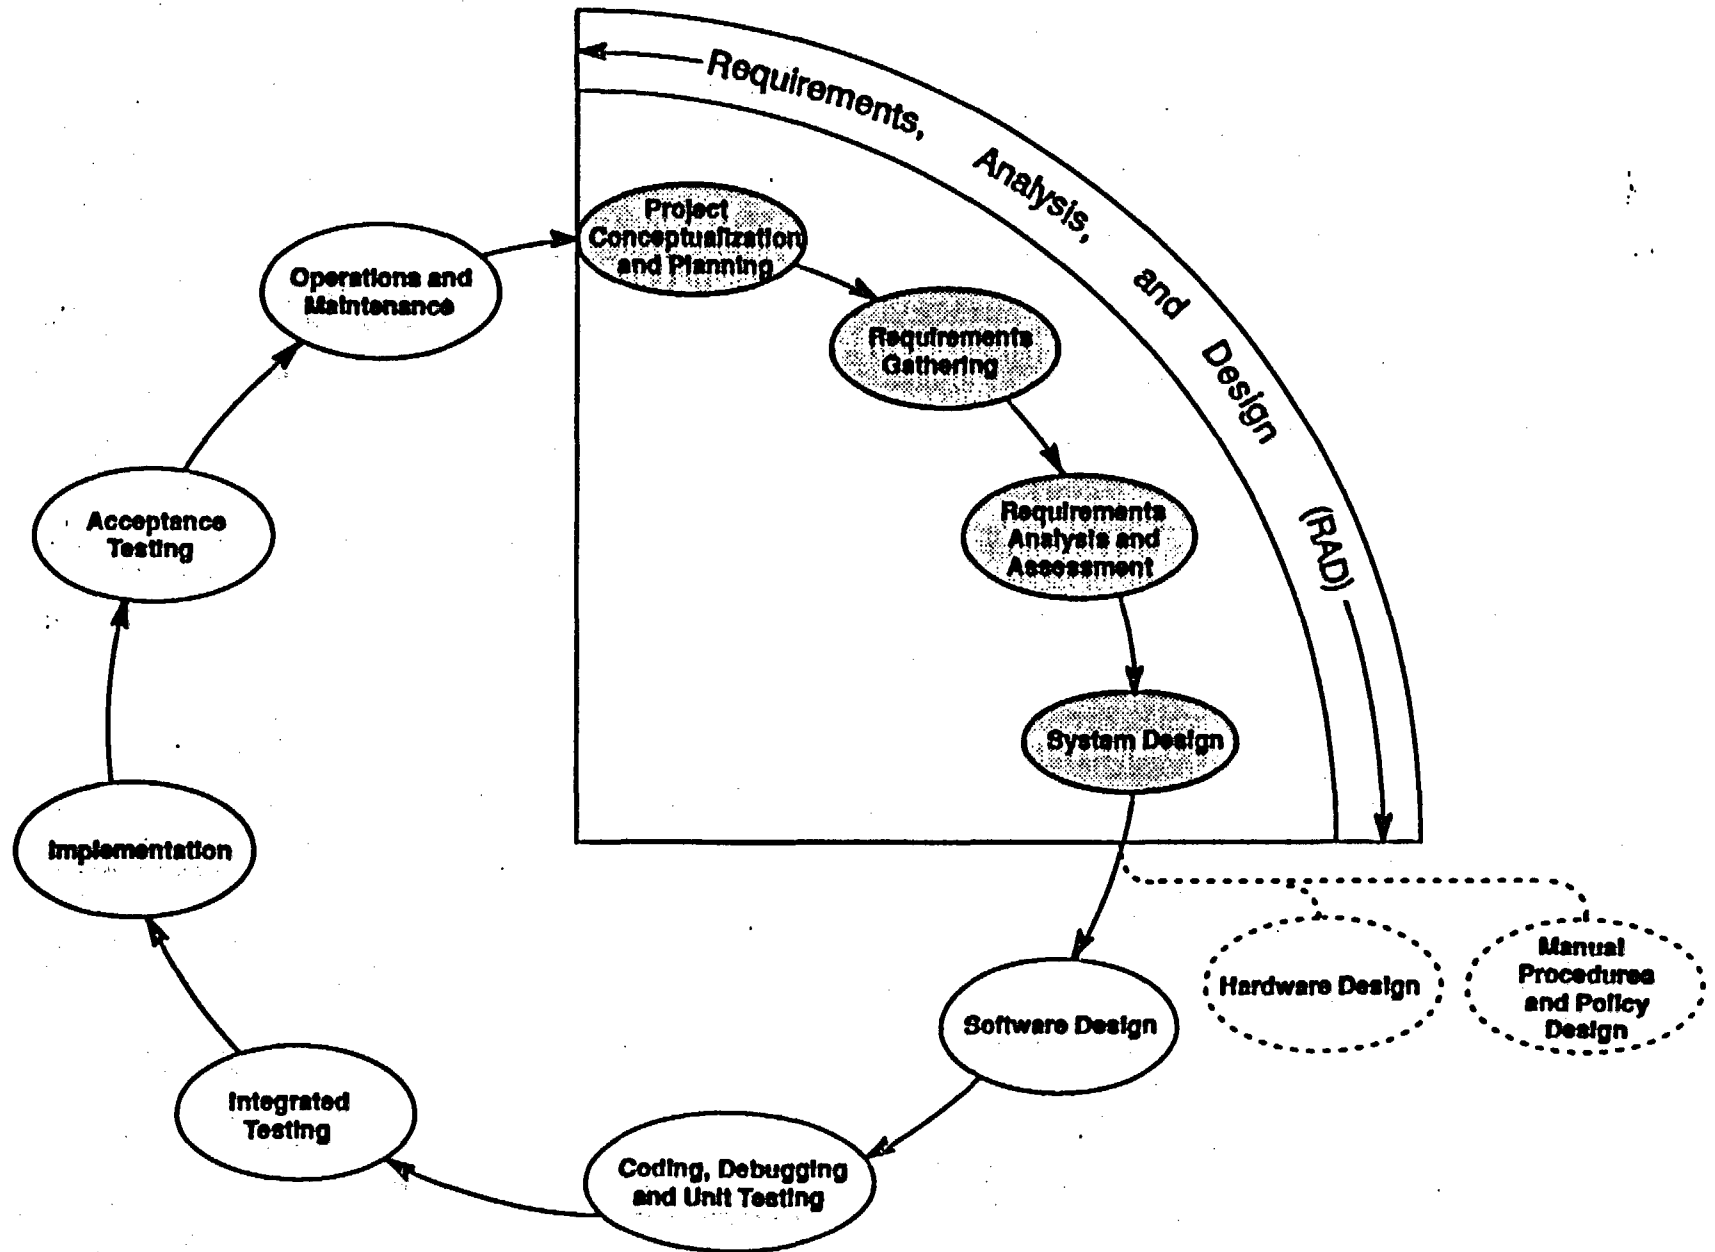 Requirements, Analysis, and Design (RAD)
Project
Conceptualization
and Planning
Requirements
Gathering
Requirements
Analysis and
Assessment
System Design
Software Design
Hardware Design
Manual
Procedures
and Policy
Design
Coding, Debugging
and Unit Testing
Integrated
Testing
Implementation
Acceptance
Testing
Operations and
Maintenance